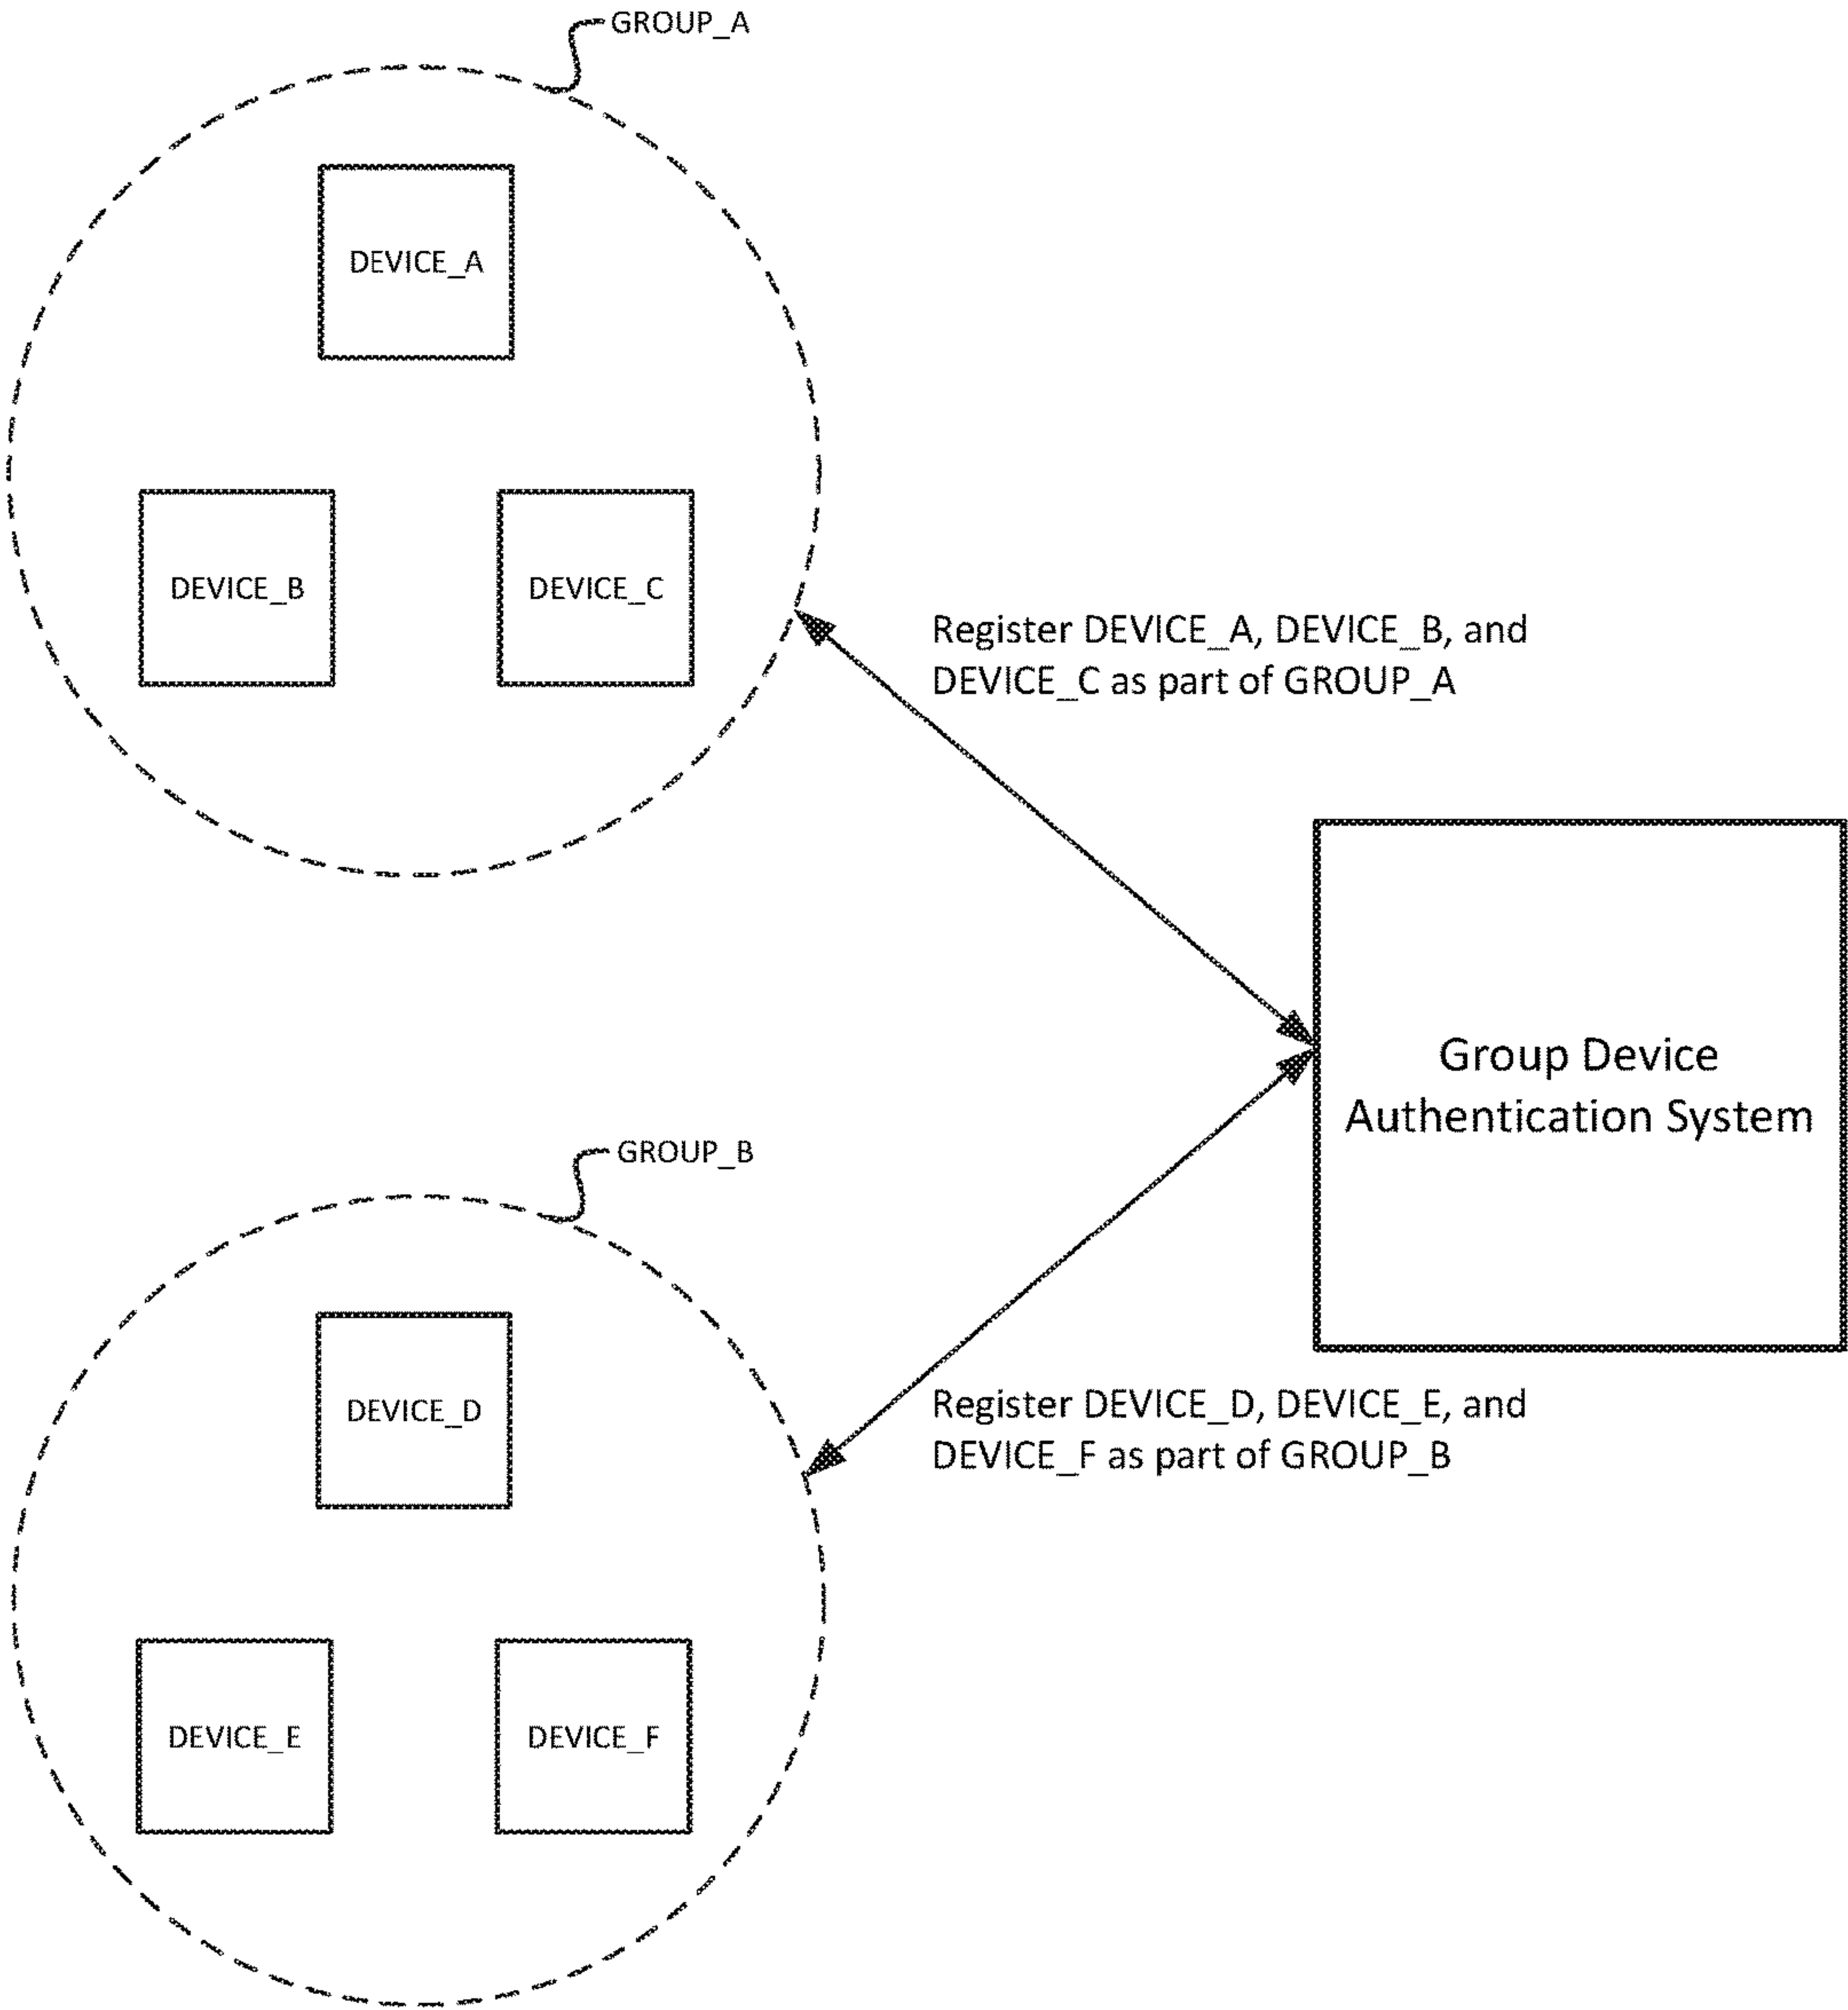 GROUP_A
DEVICE_A
DEVICE_B
DEVICE_C
Register DEVICE_A, DEVICE_B, and
DEVICE_C as part of GROUP_A
Group Device
Authentication System
GROUP_B
DEVICE_D
Register DEVICE_D, DEVICE_E, and
DEVICE_F as part of GROUP_B
DEVICE_E
DEVICE_F